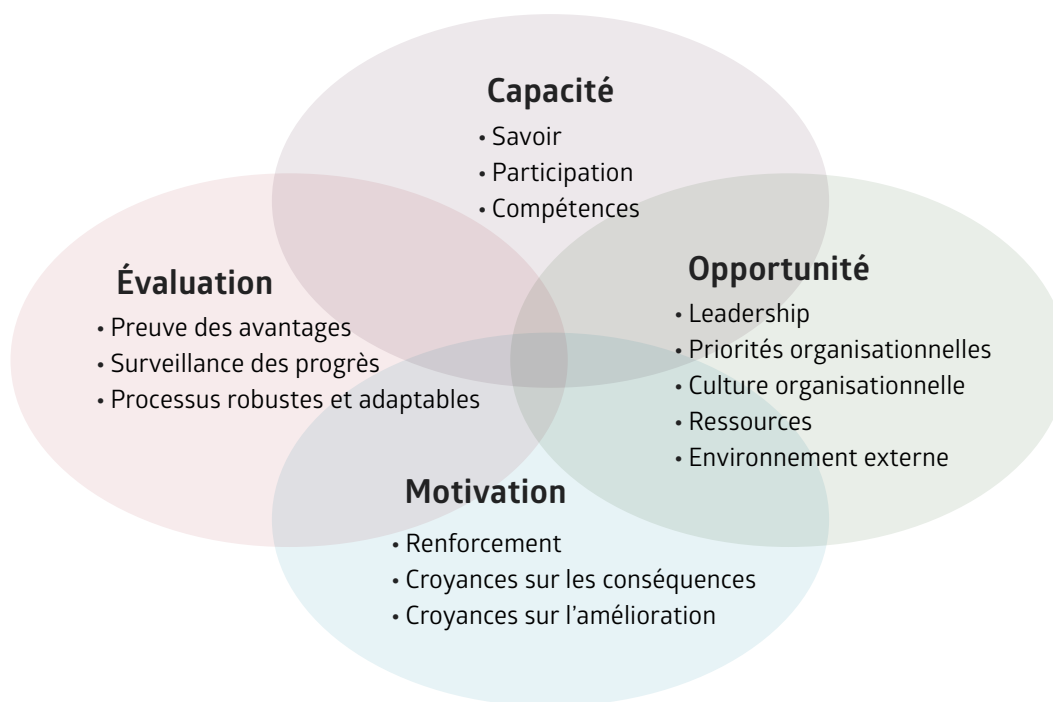 Capacité
• Savoir
• Participation
• Compétences
Évaluation
• Preuve des avantages
• Surveillance des progrès
• Processus robustes et adaptables
Opportunité
• Leadership
• Priorités organisationnelles
• Culture organisationnelle
• Ressources
• Environnement externe
Motivation
• Renforcement
• Croyances sur les conséquences
• Croyances sur l’amélioration